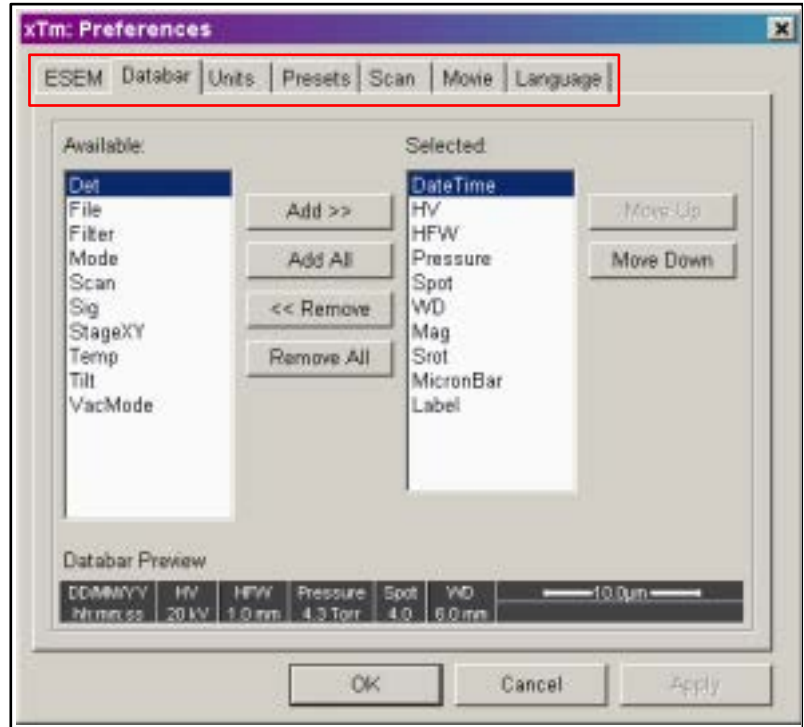 xTm: Preferences
ESEM Databar Units Presets Scan Movie Language
Available:
Selected:
Det
File
Filter
Mode
Scan
Sig
StageXY
Temp
Tilt
VacMode
Add >>
Add All
<< Remove
Remove All
DateTime
HV
HFW
Pressure
Spot
WD
Mag
Srot
MicronBar
Label
Move Up
Move Down
Databar Preview
DD/MM/YY HV HFW Pressure Spot WD 10.0µm
hh:mm:ss 20 kV 1.0 mm 4.3 Torr 4.0 6.0 mm
OK Cancel Apply